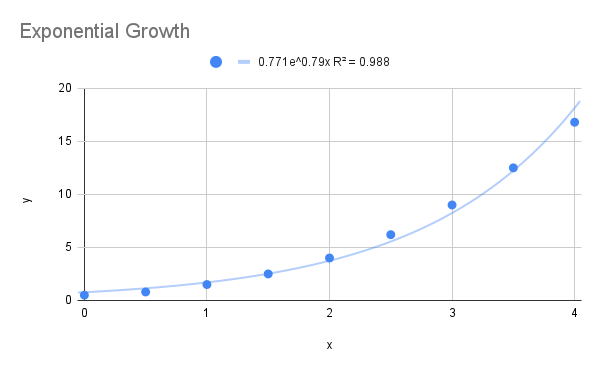 Exponential Growth
0.771e^0.79x R² = 0.988
20
15
10
5
0
y
0 1 2 3 4
x